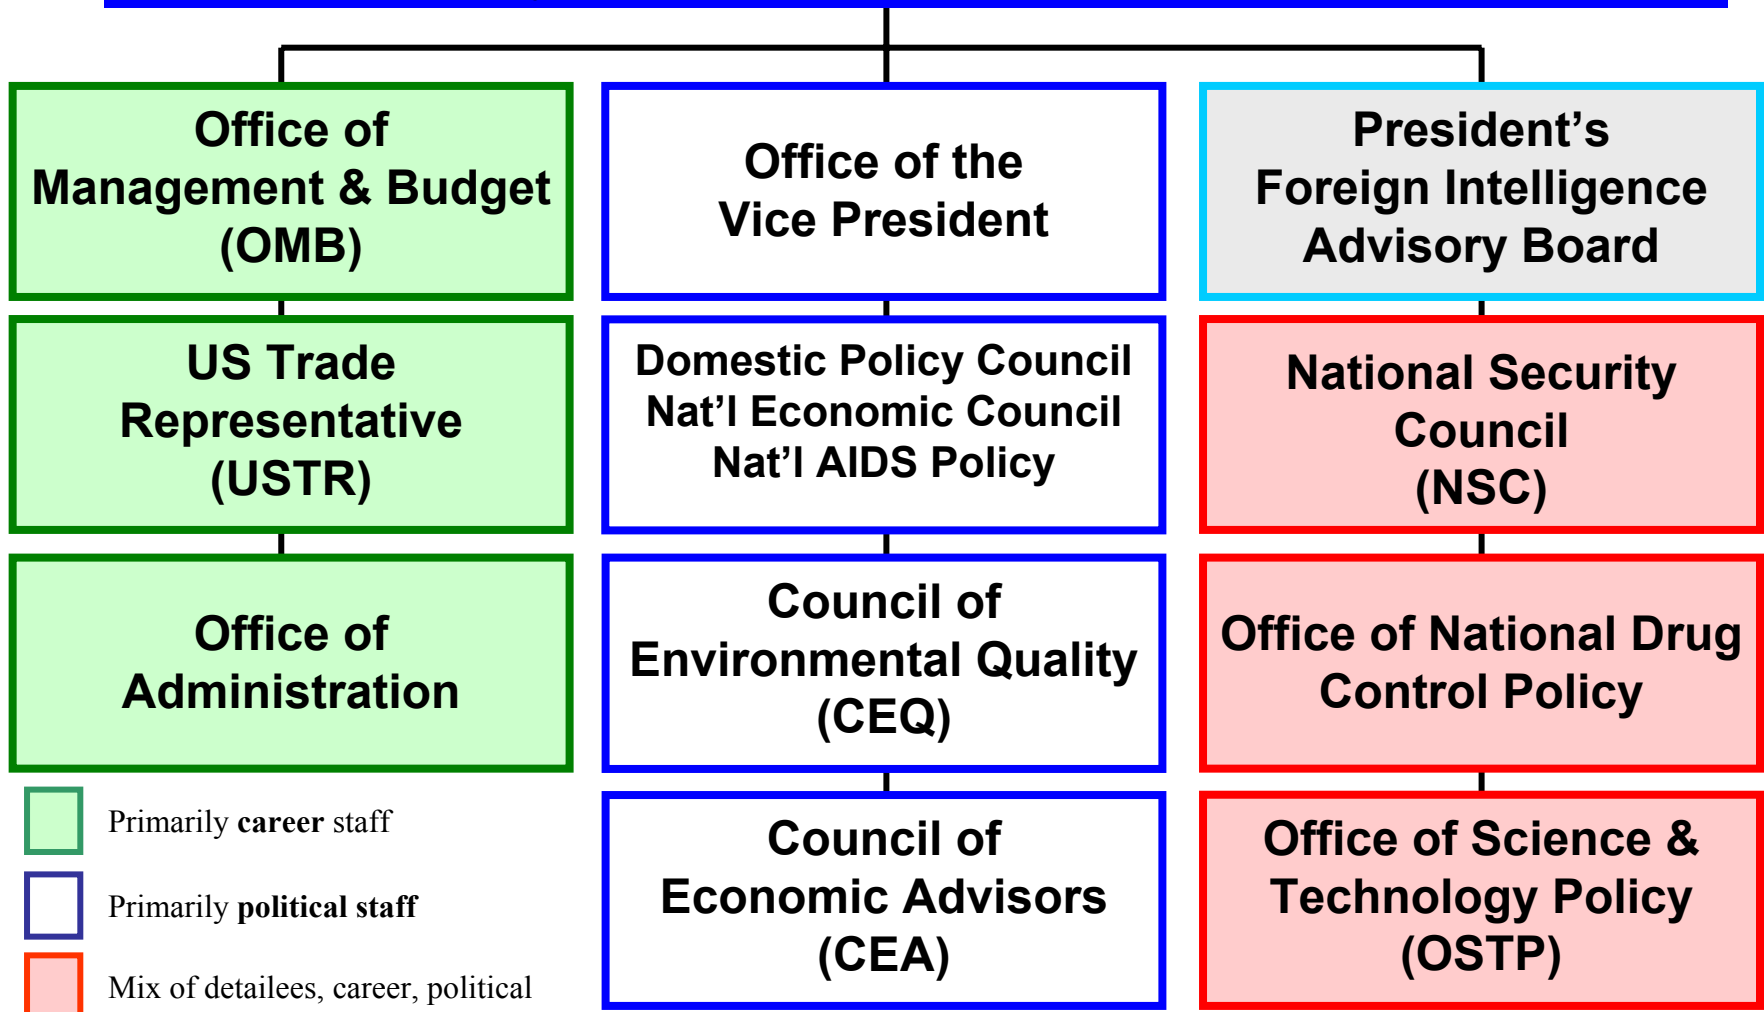 Office of
Management & Budget
(OMB)
Office of the
Vice President
President’s
Foreign Intelligence
Advisory Board
US Trade
Representative
(USTR)
Domestic Policy Council
Nat’l Economic Council
Nat’l AIDS Policy
National Security
Council
(NSC)
Office of
Administration
Council of
Environmental Quality
(CEQ)
Office of National Drug
Control Policy
Council of
Economic Advisors
(CEA)
Office of Science &
Technology Policy
(OSTP)
Primarily career staff
Primarily political staff
Mix of detailees, career, political